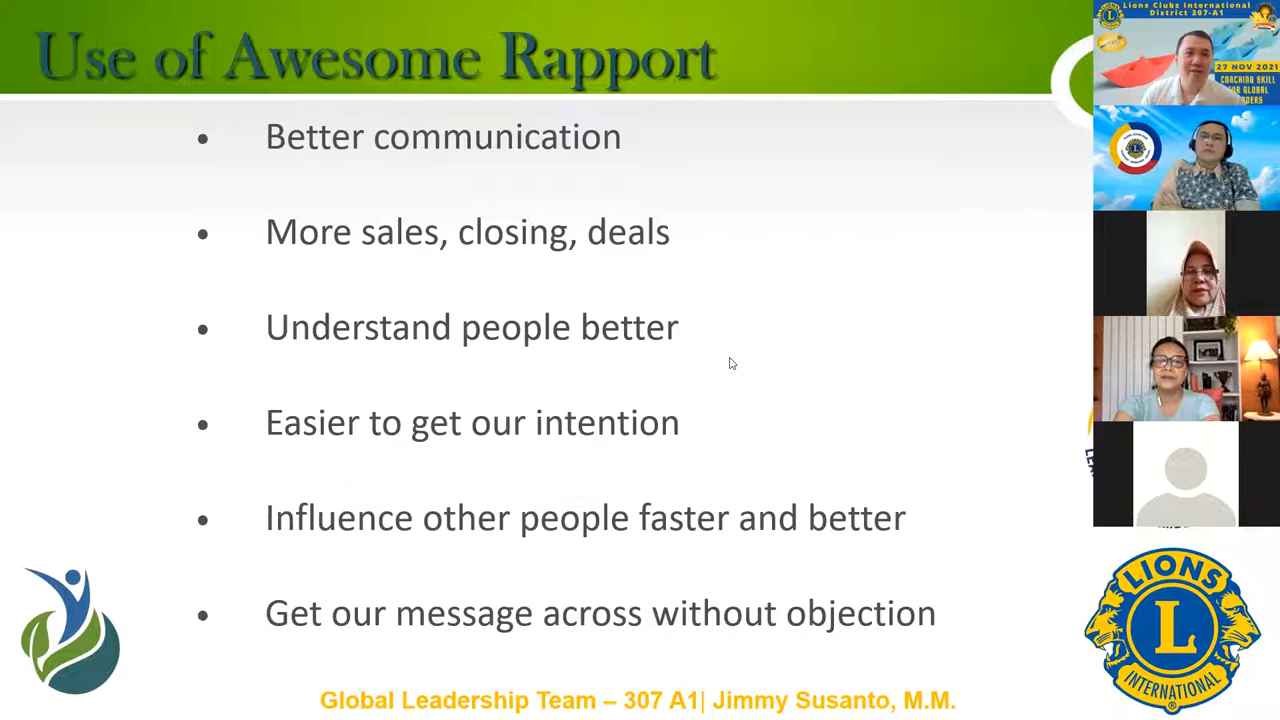 Use of Awesome Rapport
• Better communication
• More sales, closing, deals
• Understand people better
• Easier to get our intention
• Influence other people faster and better
• Get our message across without objection
Global Leadership Team – 307 A1| Jimmy Susanto, M.M.
Lions Clubs International
District 307-A1
27 NOV 2021
COACHING SKILL
FOR GLOBAL
L
LIONS
L
INTERNATIONAL
®